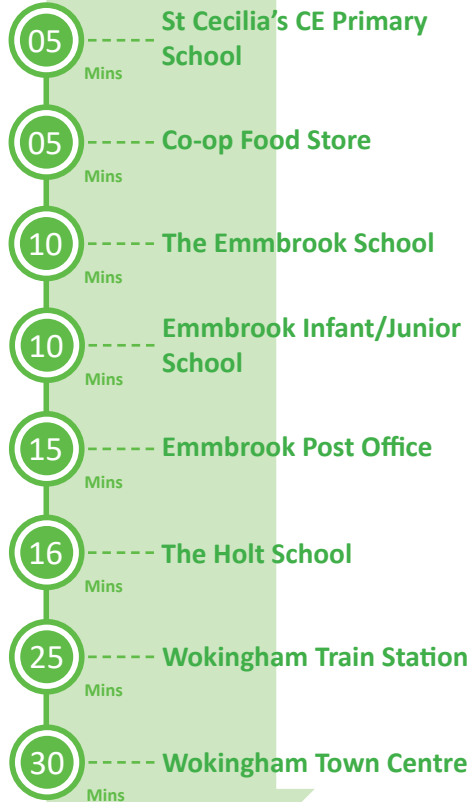 05 Mins St Cecilia's CE Primary
School
05 Mins Co-op Food Store
10 Mins The Emmbrook School
10 Mins Emmbrook Infant/Junior
School
15 Mins Emmbrook Post Office
16 Mins The Holt School
25 Mins Wokingham Train Station
30 Mins Wokingham Town Centre